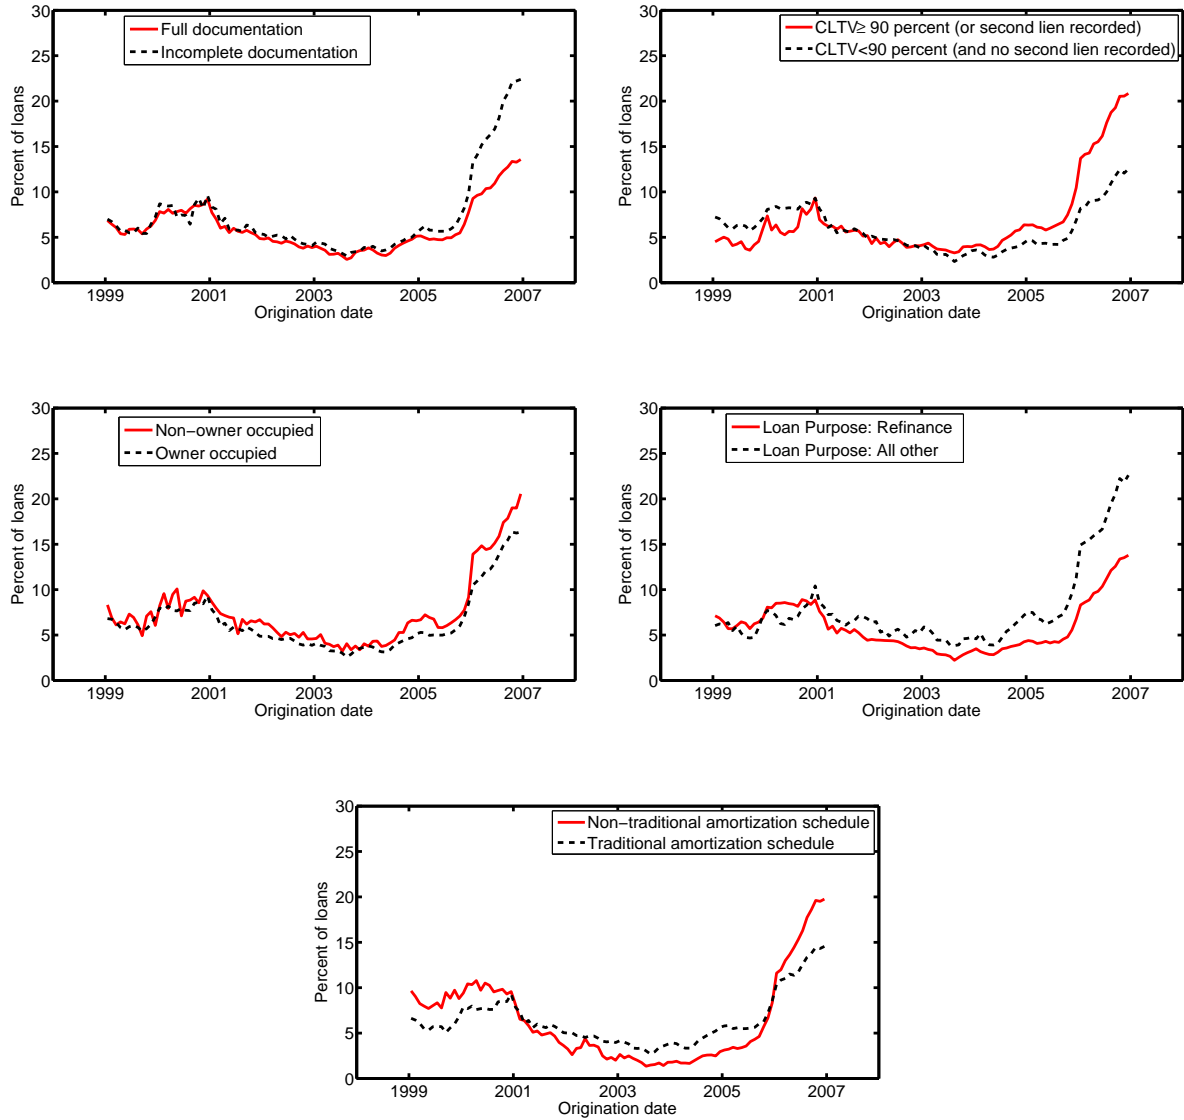 Full documentation
Incomplete documentation
30
25
20
15
10
5
0
Percent of loans
1999 2001 2003 2005 2007
Origination date
CLTV≥ 90 percent (or second lien recorded)
CLTV<90 percent (and no second lien recorded)
30
25
20
15
10
5
0
Percent of loans
1999 2001 2003 2005 2007
Origination date
Non−owner occupied
Owner occupied
30
25
20
15
10
5
0
Percent of loans
1999 2001 2003 2005 2007
Origination date
Loan Purpose: Refinance
Loan Purpose: All other
30
25
20
15
10
5
0
Percent of loans
1999 2001 2003 2005 2007
Origination date
Non−traditional amortization schedule
Traditional amortization schedule
30
25
20
15
10
5
0
Percent of loans
1999 2001 2003 2005 2007
Origination date